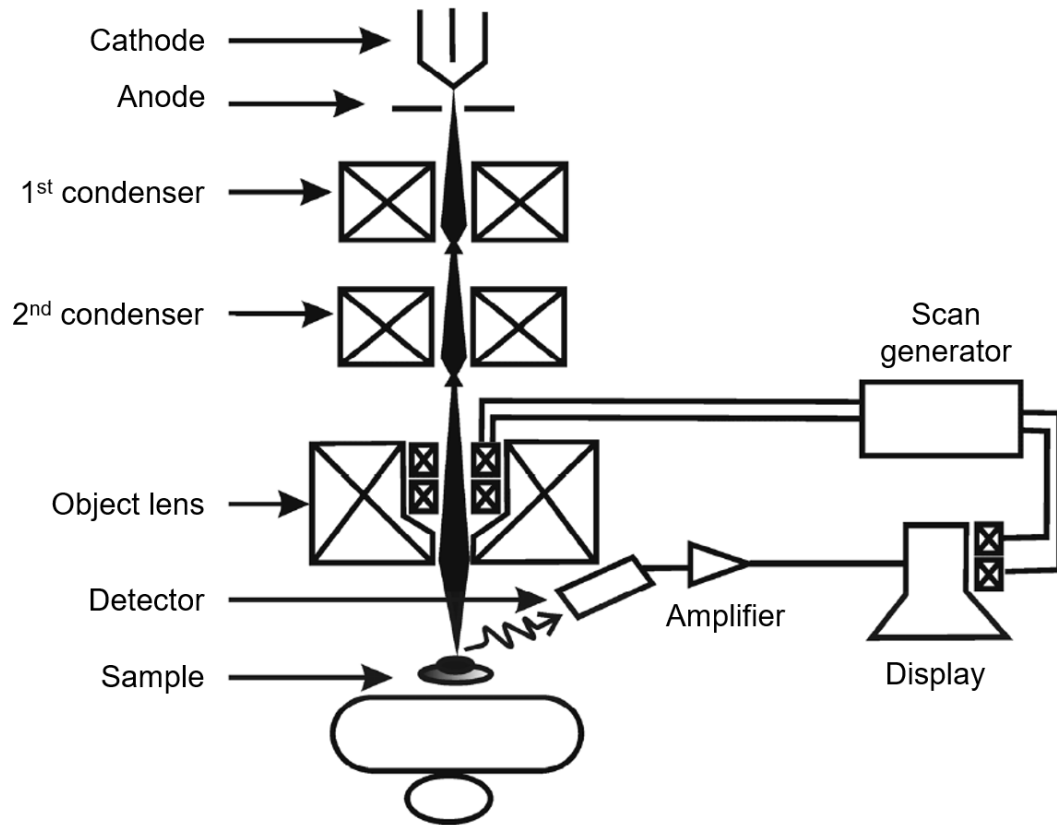 Cathode
Anode
1st condenser
2nd condenser
Scan
generator
Object lens
Detector
Amplifier
Sample
Display